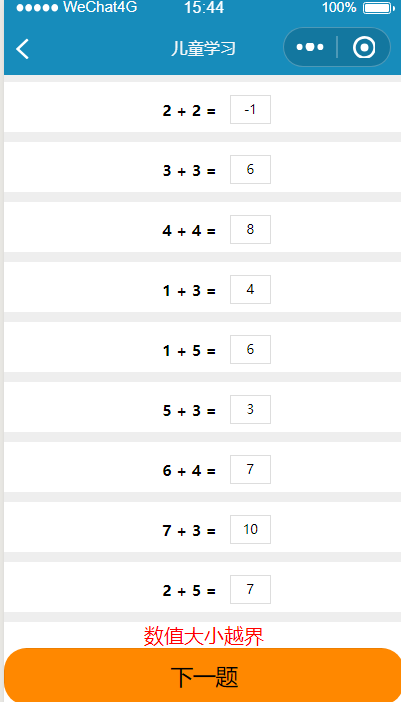 WeChat4G 15:44 100%
儿童学习
2 + 2 = -1
3 + 3 = 6
4 + 4 = 8
1 + 3 = 4
1 + 5 = 6
5 + 3 = 3
6 + 4 = 7
7 + 3 = 10
2 + 5 = 7
数值大小越界
下一题